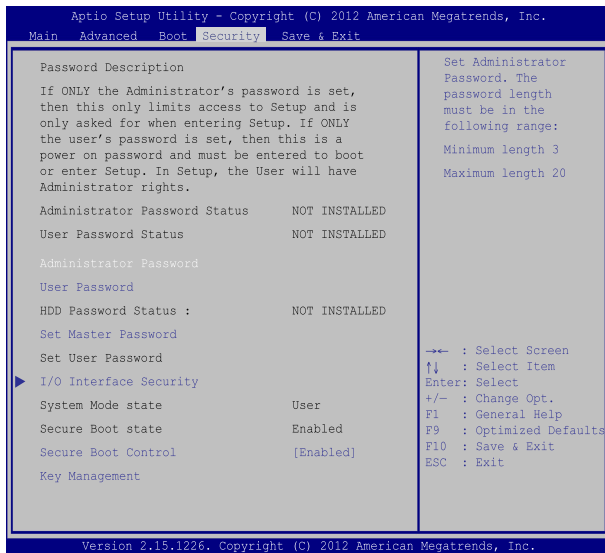 Aptio Setup Utility - Copyright (C) 2012 American Megatrends, Inc.
Main Advanced Boot Security Save & Exit
Password Description
If ONLY the Administrator's password is set,
then this only limits access to Setup and is
only asked for when entering Setup. If ONLY
the user's password is set, then this is a
power on password and must be entered to boot
or enter Setup. In Setup, the User will have
Administrator rights.
Administrator Password Status NOT INSTALLED
User Password Status NOT INSTALLED
Administrator Password
User Password
HDD Password Status : NOT INSTALLED
Set Master Password
Set User Password
I/O Interface Security
System Mode state User
Secure Boot state Enabled
Secure Boot Control [Enabled]
Key Management
Set Administrator
Password. The
password length
must be in the
following range:
Minimum length 3
Maximum length 20
→← : Select Screen
↑↓ : Select Item
Enter: Select
+/− : Change Opt.
F1 : General Help
F9 : Optimized Defaults
F10 : Save & Exit
ESC : Exit
Version 2.15.1226. Copyright (C) 2012 American Megatrends, Inc.